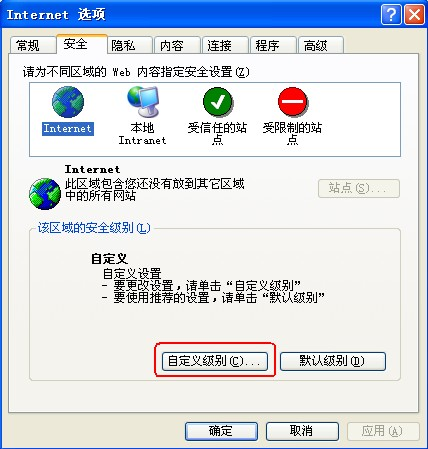 Internet 选项
常规 安全 隐私 内容 连接 程序 高级
请为不同区域的 Web 内容指定安全设置(Z)
Internet 本地 Intranet 受信任的站点 受限制的站点
Internet
此区域包含您还没有放到其它区域
中的所有网站
站点(S)...
该区域的安全级别(L)
自定义
自定义设置
- 要更改设置，请单击“自定义级别”
- 要使用推荐的设置，请单击“默认级别”
自定义级别(C)... 默认级别(D)
确定 取消 应用(A)